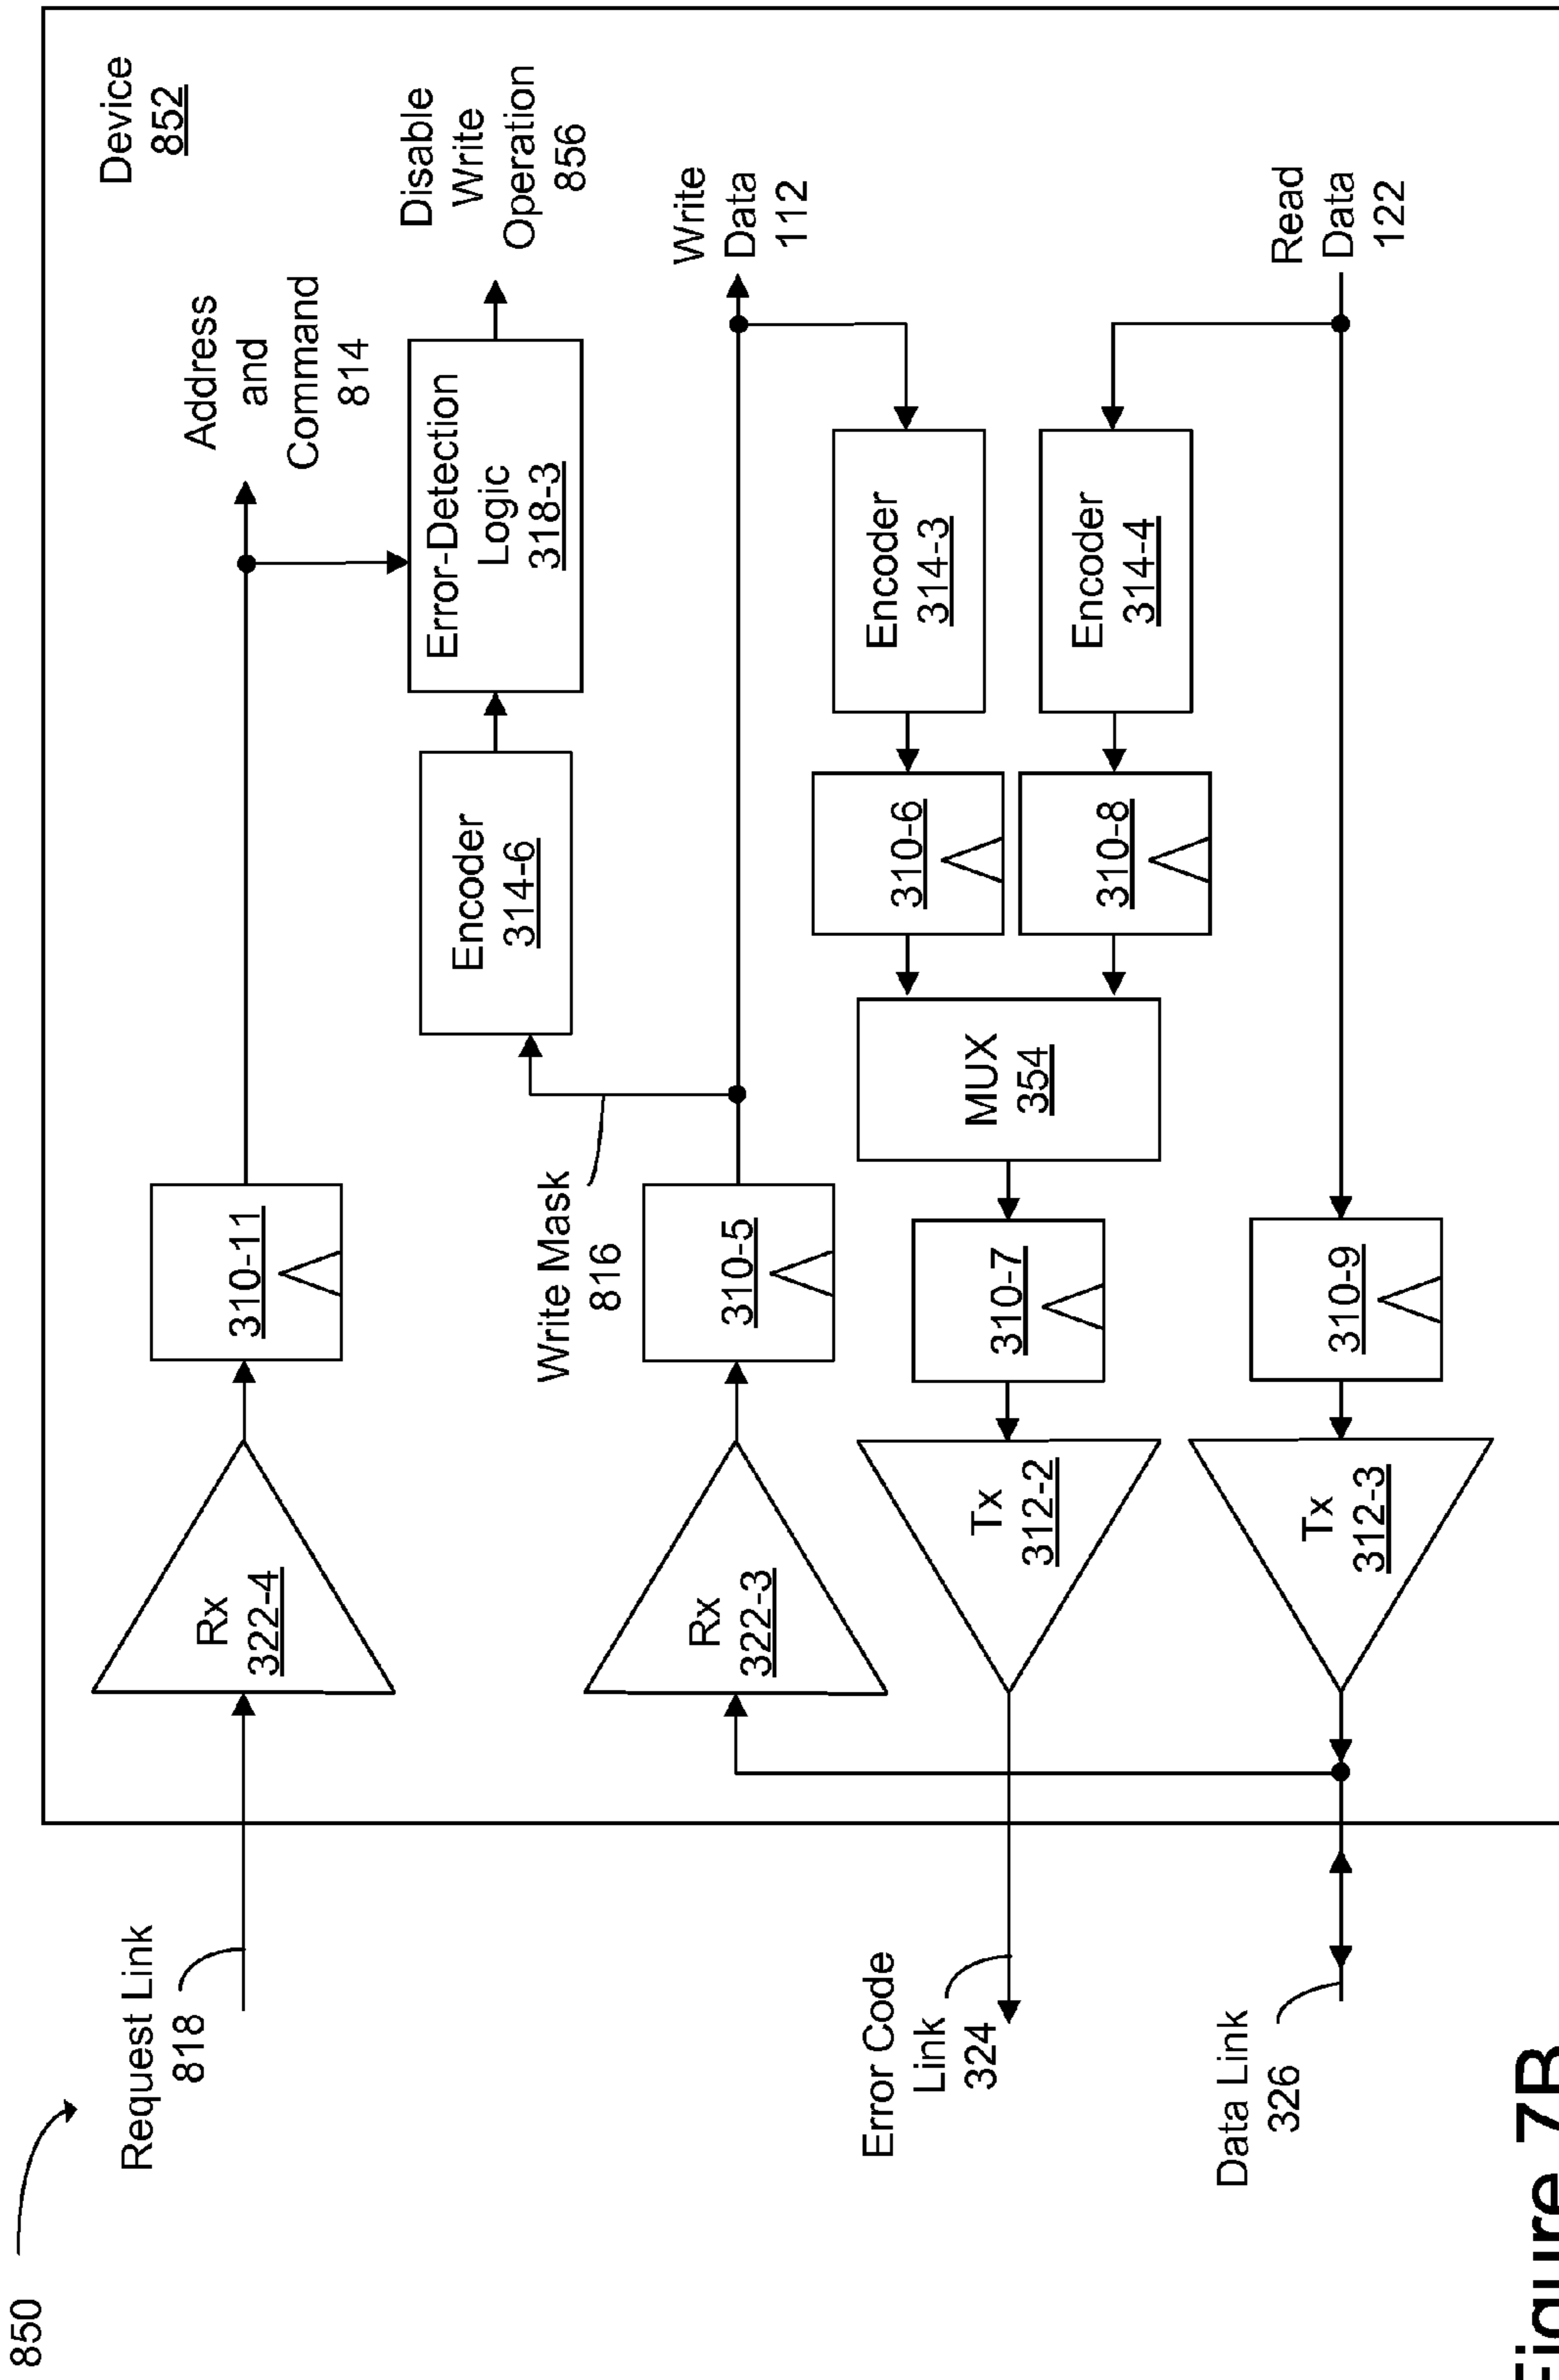 850
Request Link
818
Rx
322-4
310-11
Address
and
Command
814
Device
852
Error-Detection
Logic
318-3
Disable
Write
Operation
856
Encoder
314-6
Write Mask
816
Rx
322-3
310-5
Write
Data
112
Error Code
Link
324
Tx
312-2
310-7
MUX
354
310-6
Encoder
314-3
310-8
Encoder
314-4
Data Link
326
Tx
312-3
310-9
Read
Data
122
Figure 7B